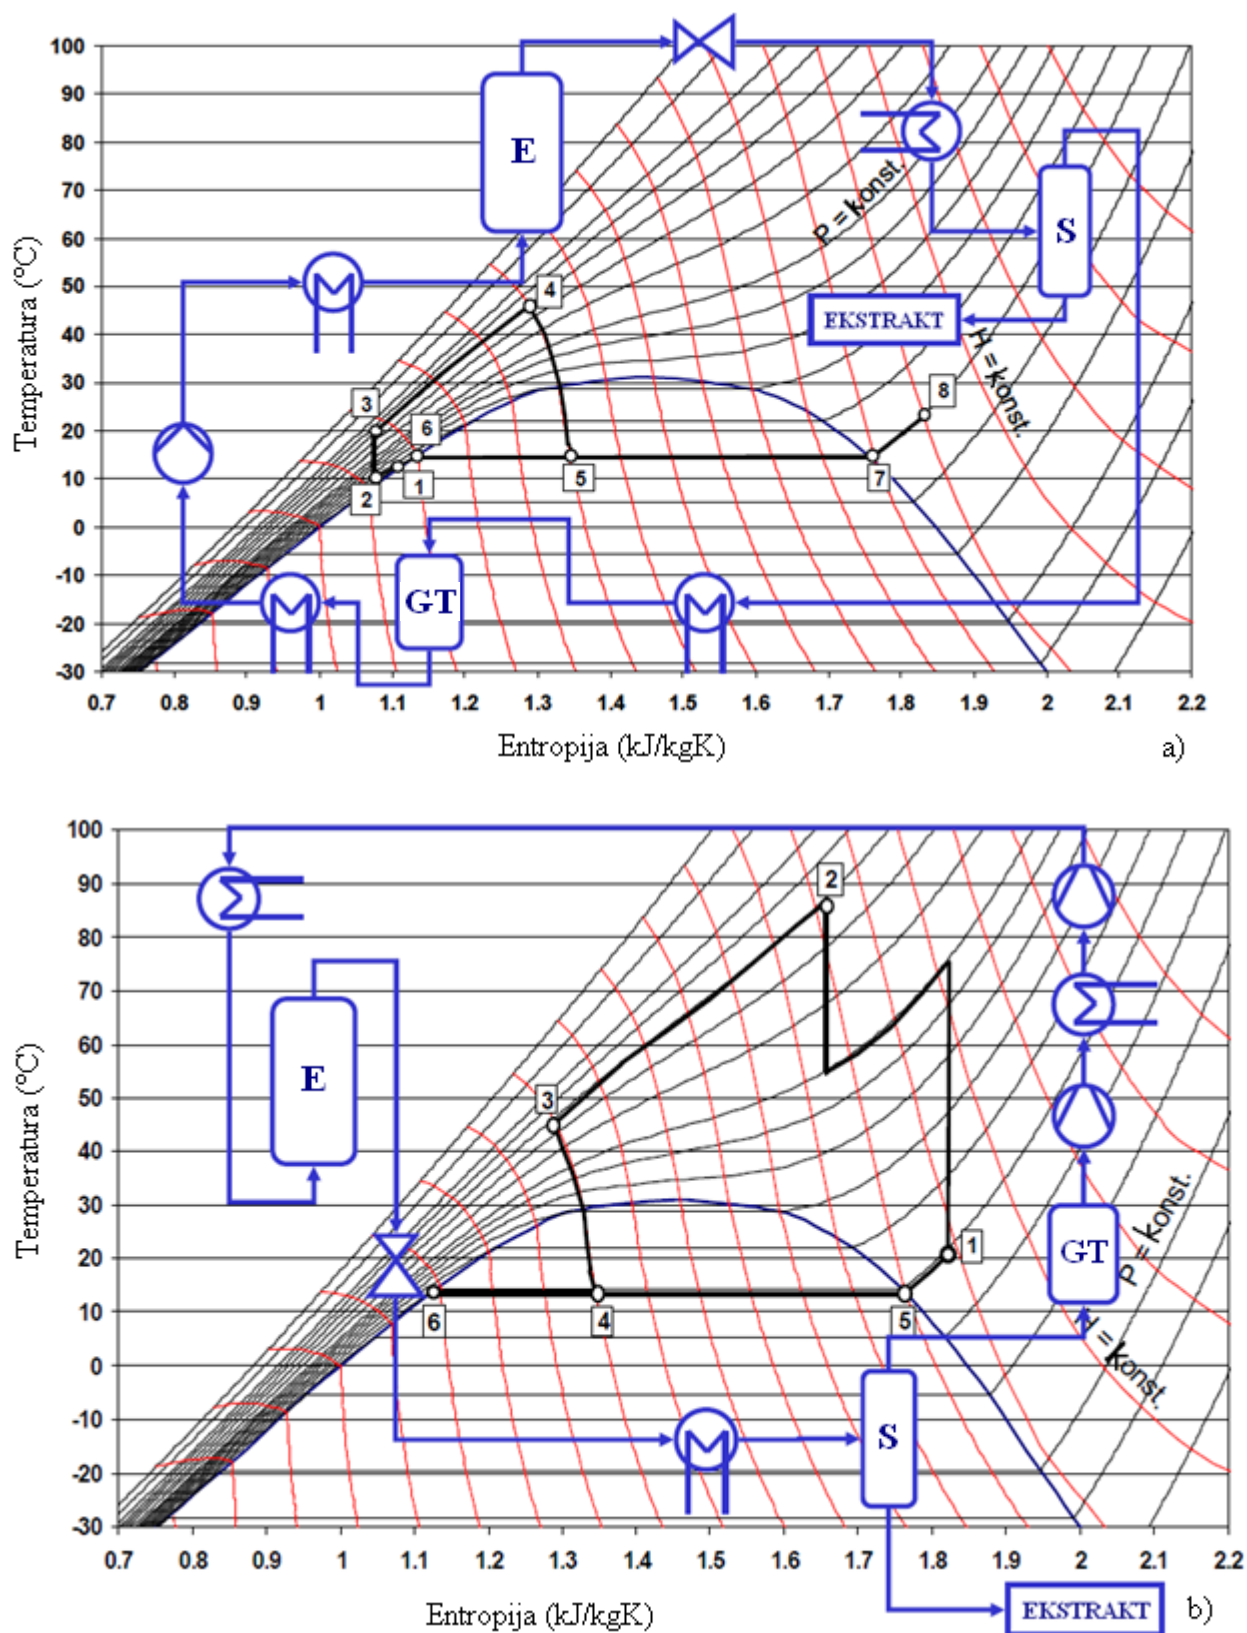 100
90
80
70
60
50
40
30
20
10
0
-10
-20
-30
Temperatura (°C)
E
P = konst.
S
EKSTRAKT
H = konst.
4
3
6
8
2
1
5
7
GT
0.7 0.8 0.9 1 1.1 1.2 1.3 1.4 1.5 1.6 1.7 1.8 1.9 2 2.1 2.2
Entropija (kJ/kgK)
a)
100
90
80
70
60
50
40
30
20
10
0
-10
-20
-30
Temperatura (°C)
2
E
3
1
GT
P = konst.
H = konst.
6
4
5
S
0.7 0.8 0.9 1 1.1 1.2 1.3 1.4 1.5 1.6 1.7 1.8 1.9 2 2.1 2.2
Entropija (kJ/kgK)
EKSTRAKT
b)